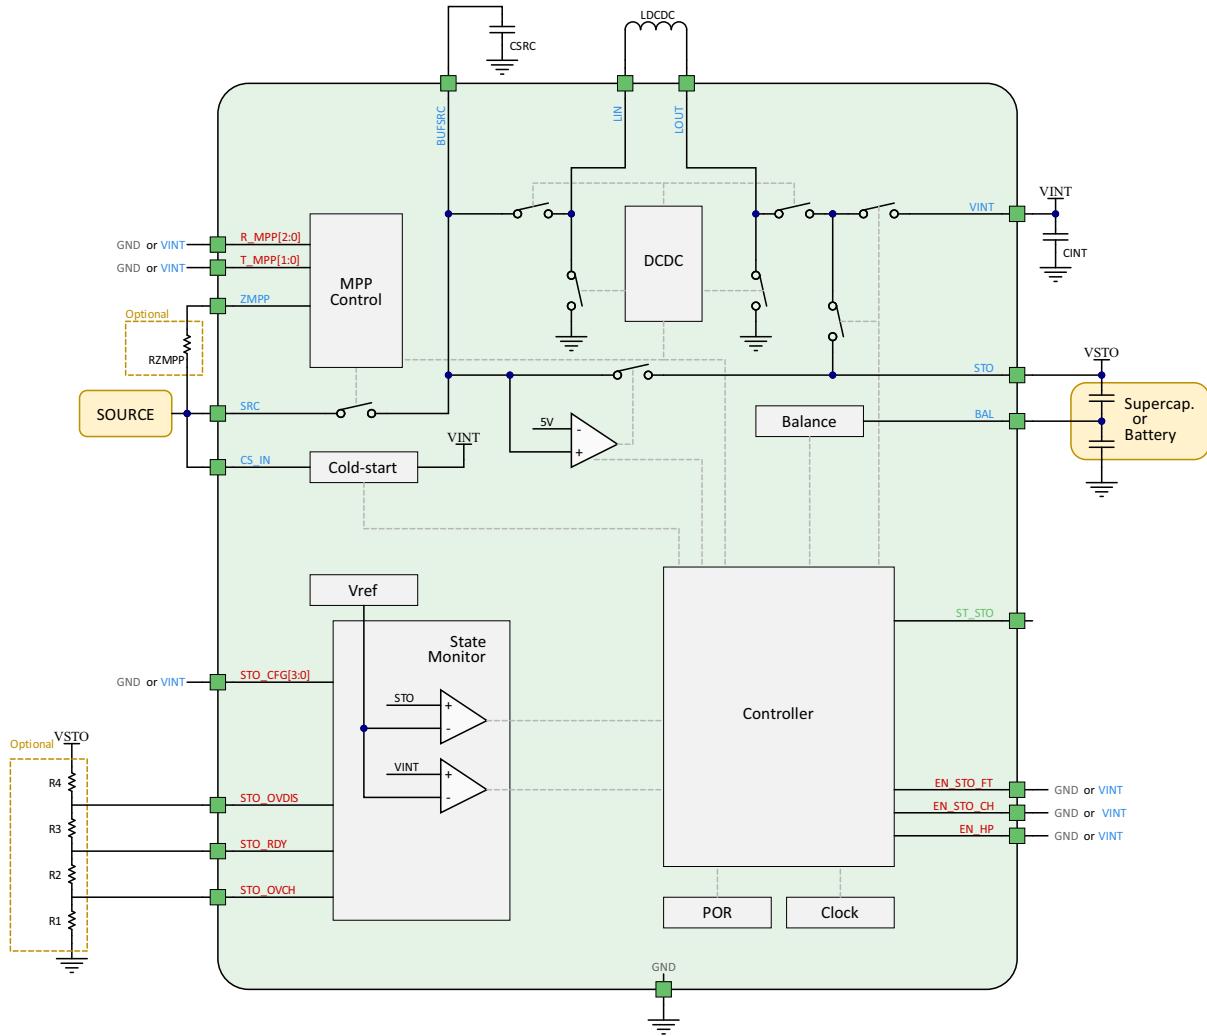 LDCDC
CSRC
BUFSRC
LIN
LOUT
VINT
VINT
CINT
GND or VINT
R_MPP[2:0]
GND or VINT
T_MPP[1:0]
MPP
Control
DCDC
ZMPP
Optional
RZMPP
VSTO
STO
SOURCE
SRC
Supercap.
or
Battery
Balance
BAL
5V
-
+
VINT
CS_IN
Cold-start
Vref
ST_STO
State
Monitor
GND or VINT
STO_CFG[3:0]
STO
+
-
Controller
Optional
VSTO
VINT
+
-
R4
EN_STO_FT
GND or VINT
STO_OVDIS
EN_STO_CH
GND or VINT
R3
EN_HP
GND or VINT
STO_RDY
R2
STO_OVCH
R1
POR
Clock
GND